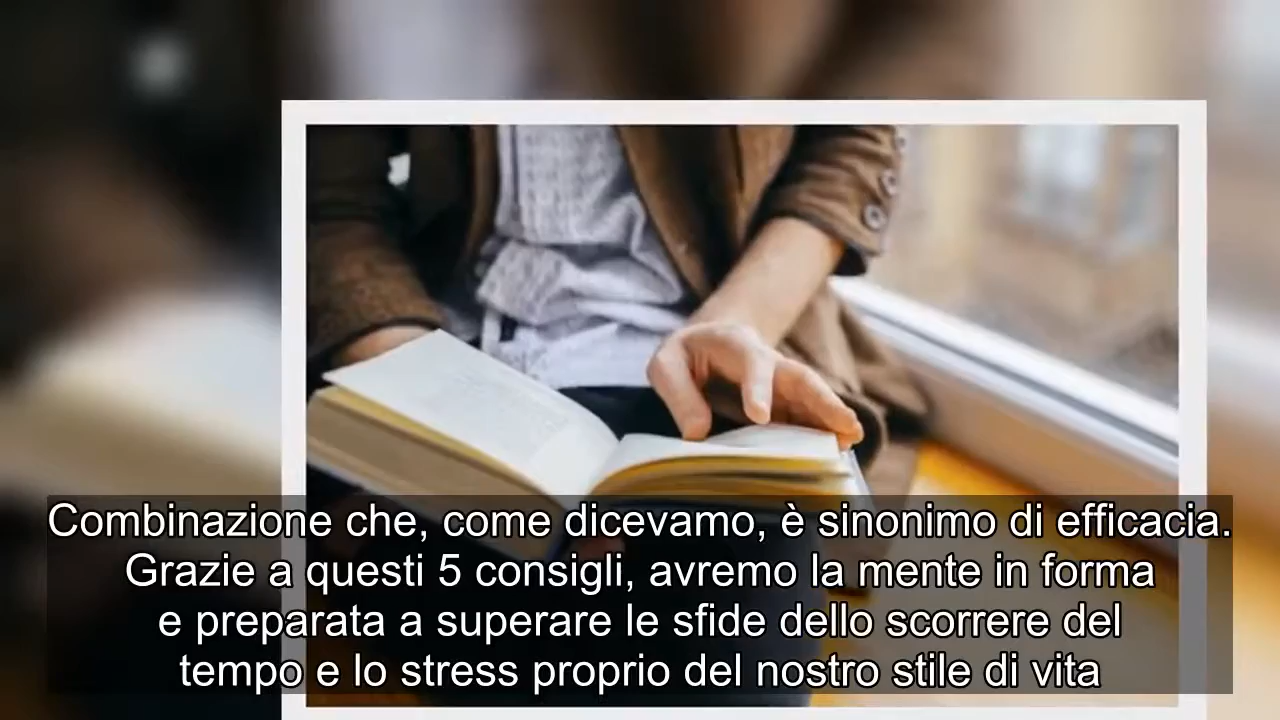 Combinazione che, come dicevamo, è sinonimo di efficacia.
Grazie a questi 5 consigli, avremo la mente in forma
e preparata a superare le sfide dello scorrere del
tempo e lo stress proprio del nostro stile di vita